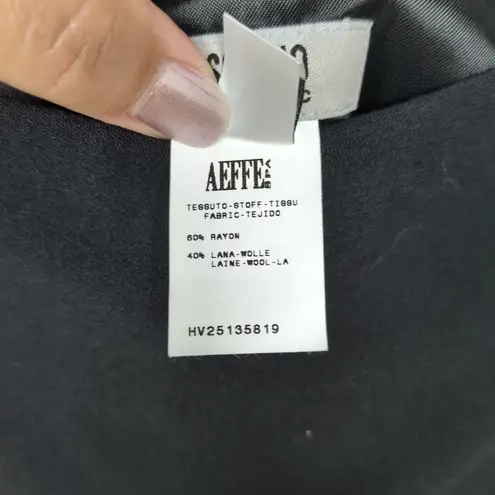 AEFFE SPA
TESSUTO-STOFF-TISSU
FABRIC-TEJIDO
60% RAYON
40% LANA-WOLLE
LAINE-WOOL-LA
HV25135819